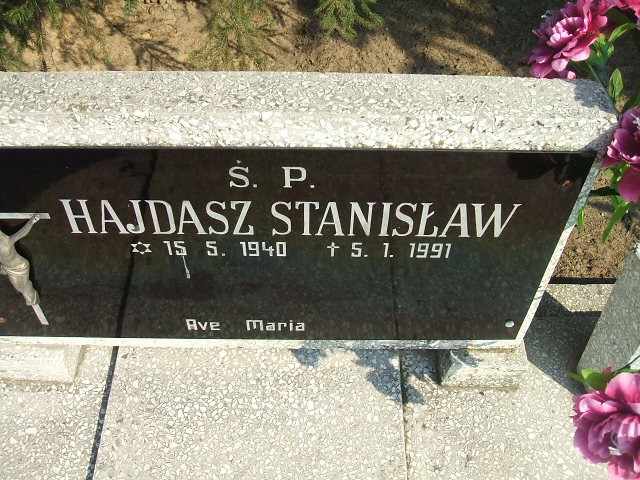 Ś. P.
HAJDASZ STANISŁAW
✡ 15. 5. 1940 ✝ 5. 1. 1991
Ave Maria